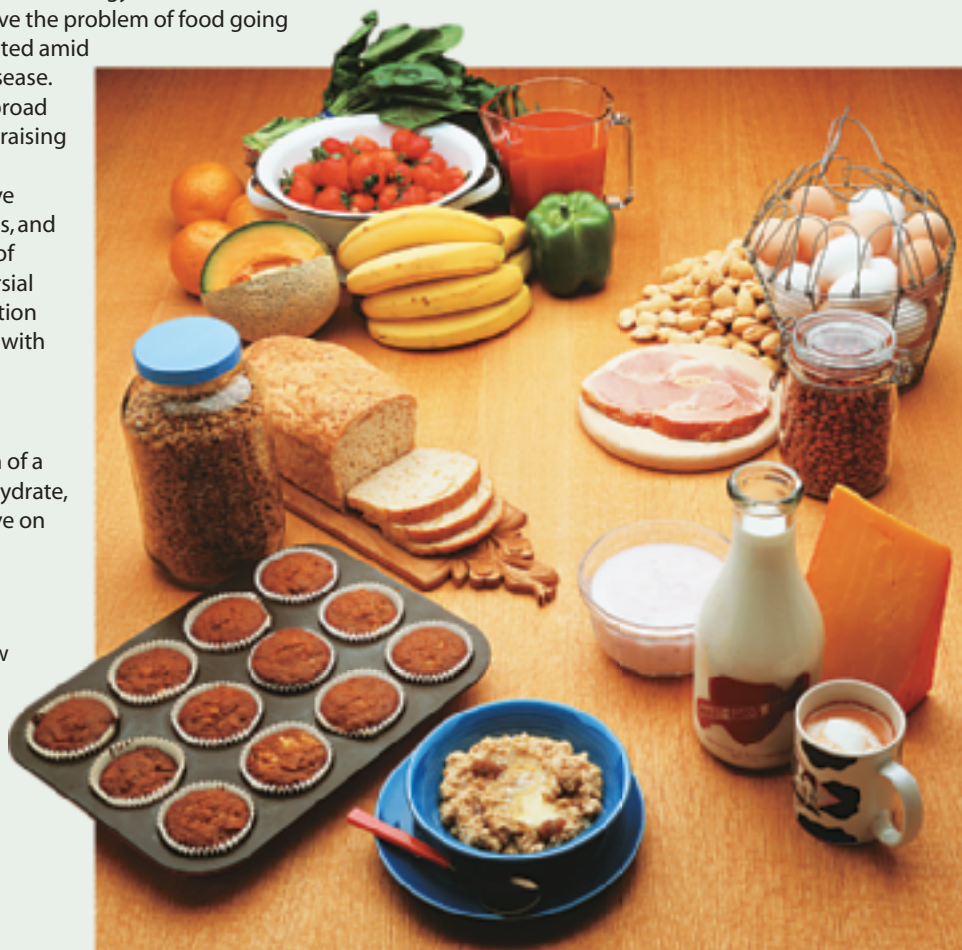 ve the problem of food going
ted amid
sease.
broad
raising
ve
s, and
of
rsial
tion
with
of a
ydrate,
ve on
w